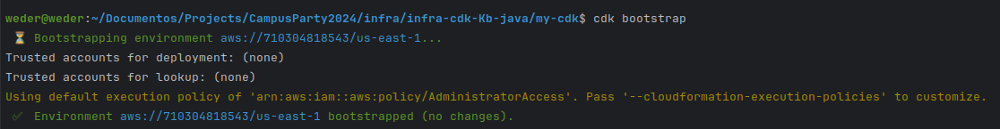 weder@weder:~/Documentos/Projects/CampusParty2024/infra/infra-cdk-Kb-java/my-cdk$ cdk bootstrap
⏳ Bootstrapping environment aws://710304818543/us-east-1...
Trusted accounts for deployment: (none)
Trusted accounts for lookup: (none)
Using default execution policy of 'arn:aws:iam::aws:policy/AdministratorAccess'. Pass '--cloudformation-execution-policies' to customize.
✅ Environment aws://710304818543/us-east-1 bootstrapped (no changes).